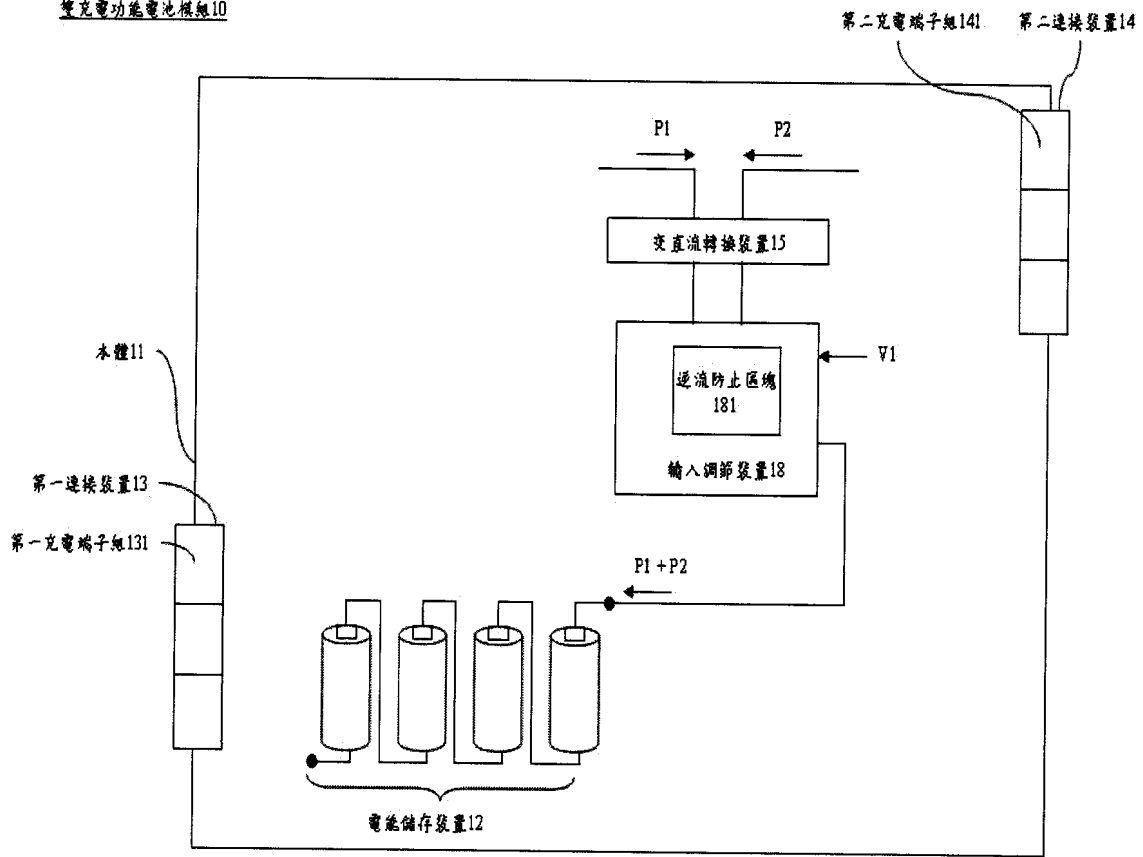 雙充電功能電池模組10
第二充電端子組141
第二連接裝置14
P1
P2
交直流轉換裝置15
V1
逆流防止區塊
181
輸入調節裝置18
本體11
第一連接裝置13
第一充電端子組131
P1+P2
電能儲存裝置12